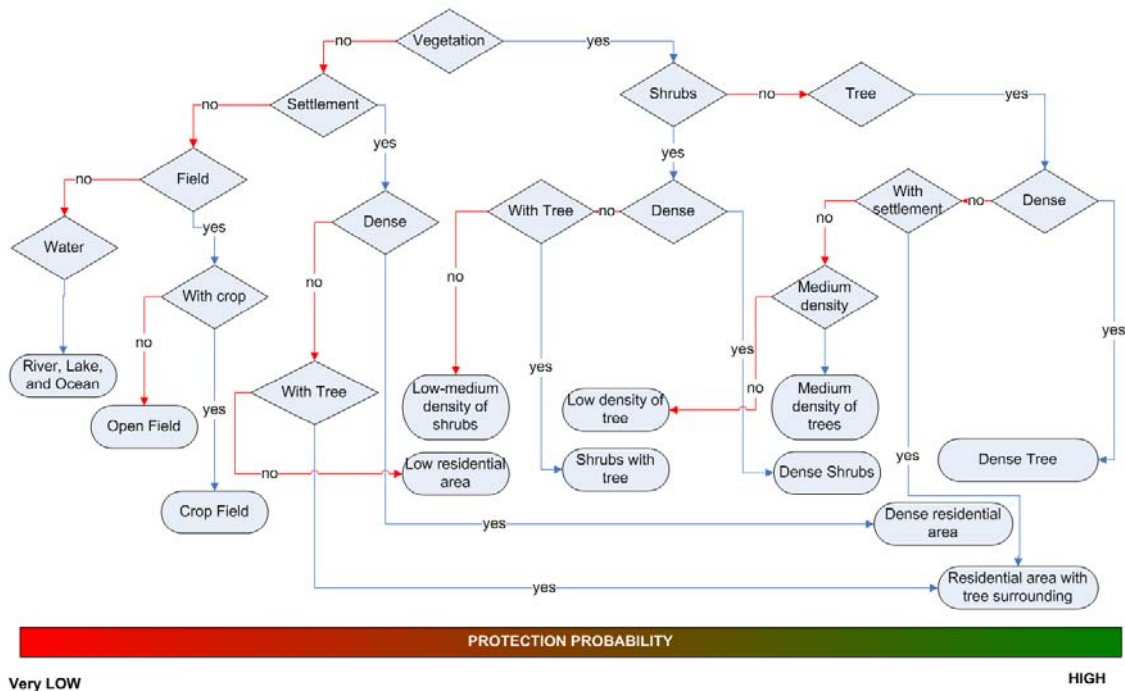 Vegetation
no
yes
Settlement
Shrubs
no
Tree
yes
no
yes
yes
Field
no
Dense
With Tree
no
Dense
With
settlement
no
Dense
yes
Water
no
no
With crop
no
no
Medium
density
no
yes
yes
yes
River, Lake,
and Ocean
With Tree
yes
Low-medium
density of
shrubs
no
Low density of
tree
Medium
density of
trees
Open Field
yes
no
Low residential
area
Shrubs with
tree
Dense Shrubs
yes
Dense Tree
Crop Field
yes
Dense residential
area
yes
Residential area with
tree surrounding
PROTECTION PROBABILITY
Very LOW
HIGH